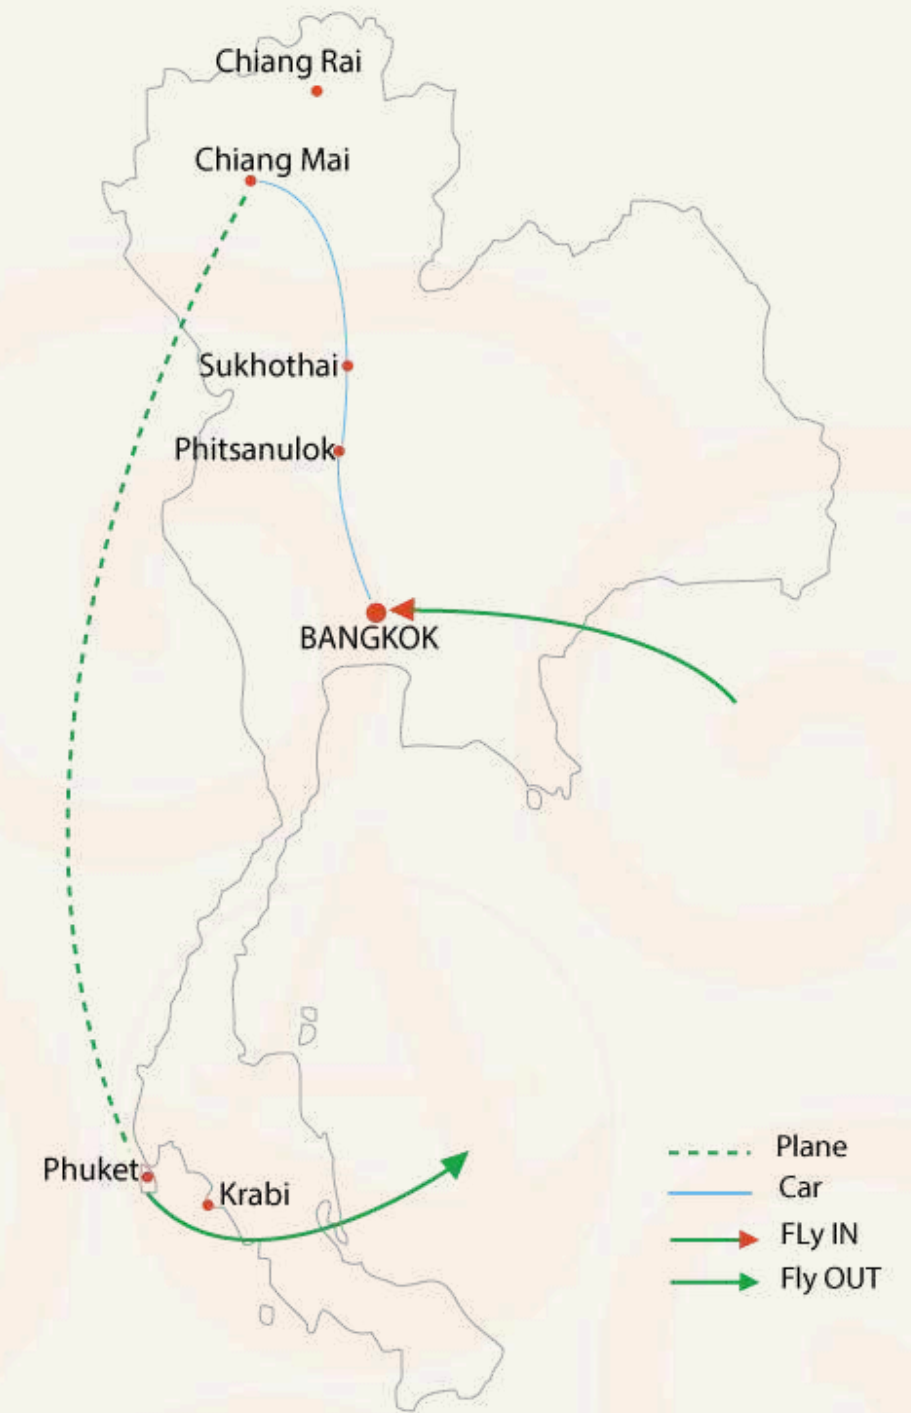 Chiang Rai
Chiang Mai
Sukhothai
Phitsanulok
BANGKOK
Phuket
Krabi
Plane
Car
FLy IN
Fly OUT